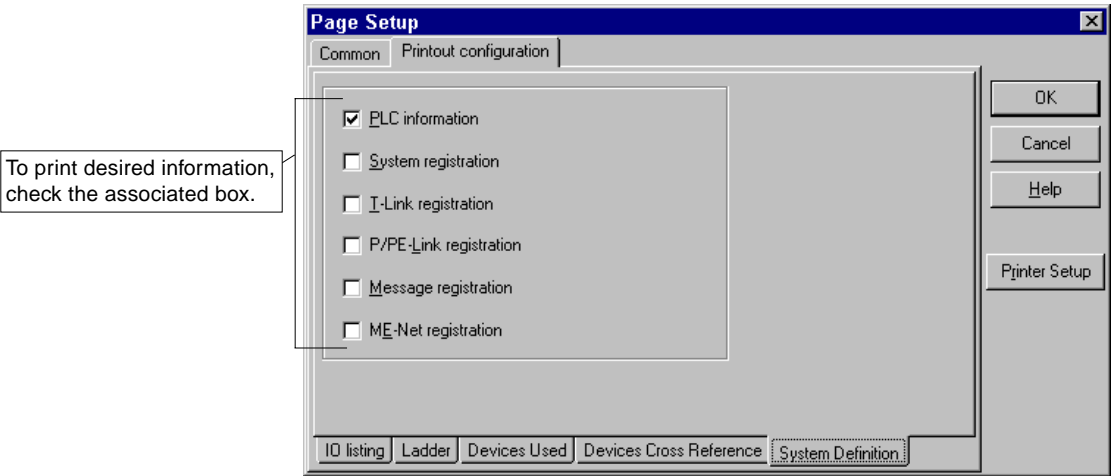 Page Setup
Common
Printout configuration
PLC information
System registration
T-Link registration
P/PE-Link registration
Message registration
ME-Net registration
To print desired information,
check the associated box.
OK
Cancel
Help
Printer Setup
IO listing
Ladder
Devices Used
Devices Cross Reference
System Definition